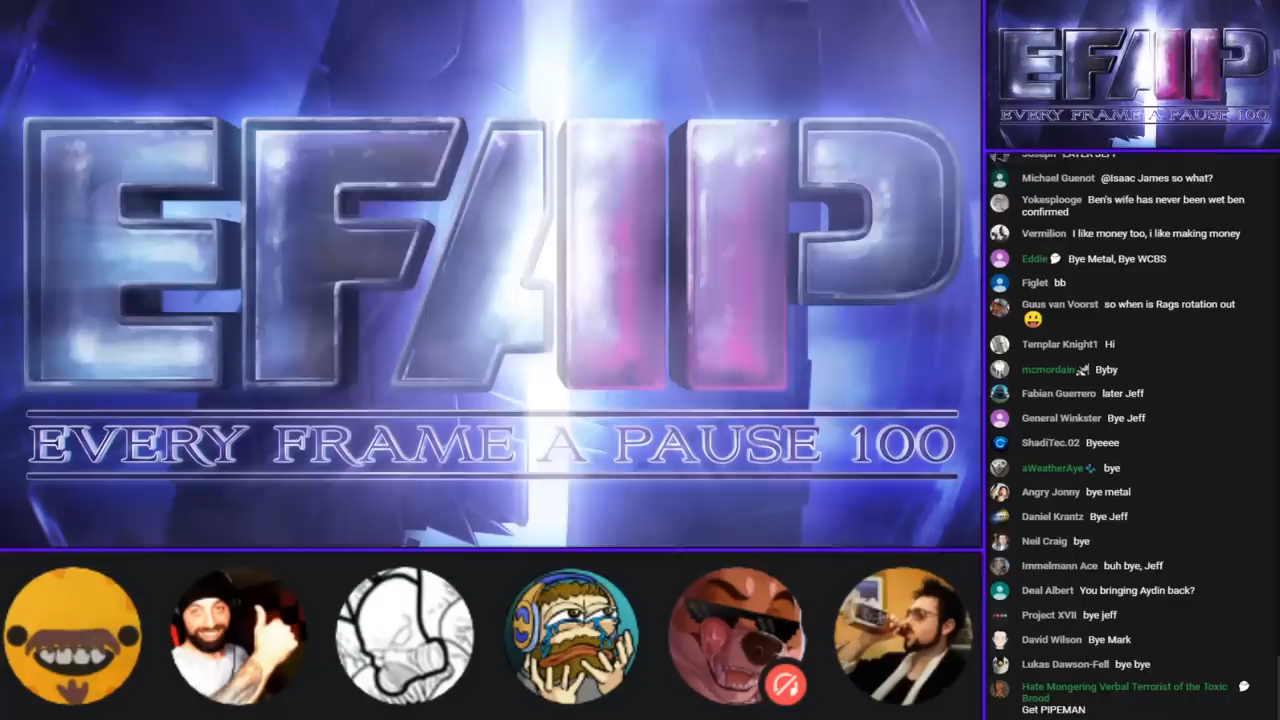 EFAIIP
EVERY FRAME A PAUSE 100
EFAIIP
EVERY FRAME A PAUSE 100
Joseph LATER JEFF
Michael Guenot @Isaac James so what?
Yokesplooge Ben's wife has never been wet ben
confirmed
Vermilion I like money too, i like making money
Eddie Bye Metal, Bye WCBS
Figlet bb
Guus van Voorst so when is Rags rotation out
Templar Knight1 Hi
mcmordain Byby
Fabian Guerrero later Jeff
General Winkster Bye Jeff
ShadiTec.02 Byeeee
aWeatherAye bye
Angry Jonny bye metal
Daniel Krantz Bye Jeff
Neil Craig bye
Immelmann Ace buh bye, Jeff
Deal Albert You bringing Aydin back?
Project XVII bye jeff
David Wilson Bye Mark
Lukas Dawson-Fell bye bye
Hate Mongering Verbal Terrorist of the Toxic
Brood
Get PIPEMAN